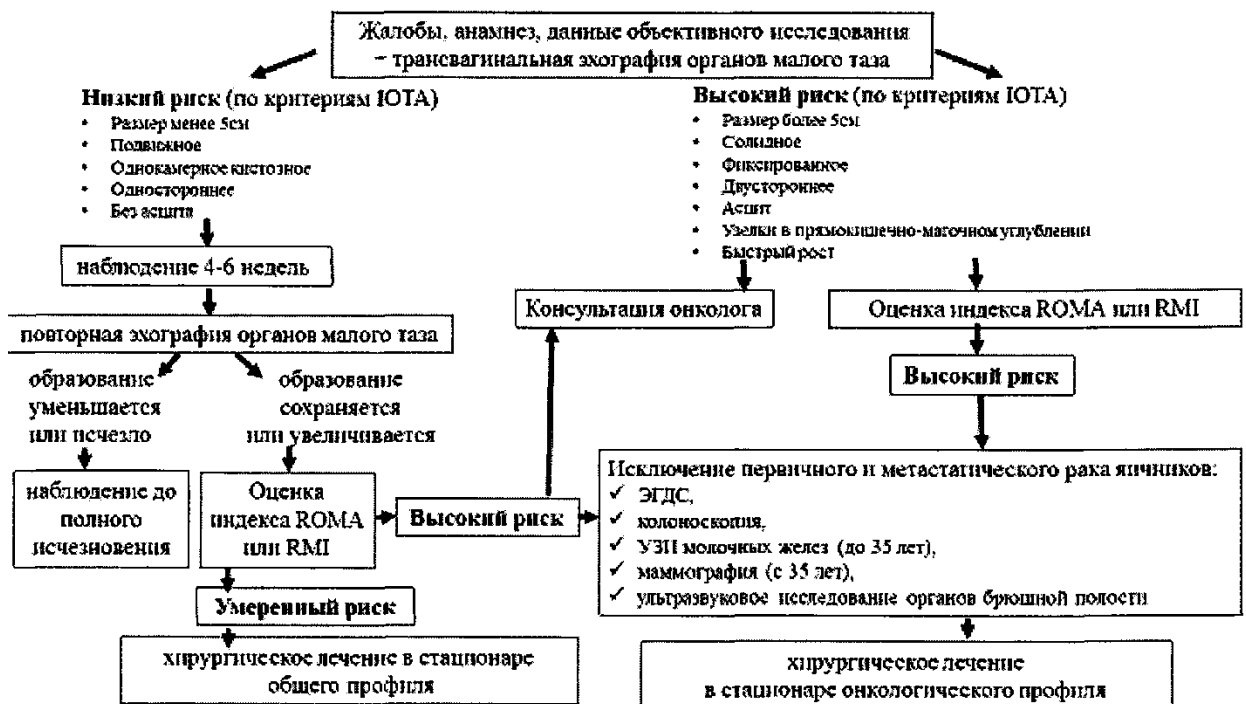 Жалобы, анамнез, данные объективного исследования
– трансвагинальная эхография органов малого таза
Низкий риск (по критериям IOTA)
• Размер менее 5см
• Подвижное
• Однокамерное кистозное
• Одностороннее
• Без асцита
наблюдение 4-6 недель
повторная эхография органов малого таза
образование
уменьшается
или исчезло
образование
сохраняется
или увеличивается
наблюдение до
полного
исчезновения
Оценка
индекса ROMA
или RMI
Высокий риск
Умеренный риск
хирургическое лечение в стационаре
общего профиля
Высокий риск (по критериям IOTA)
• Размер более 5см
• Солидное
• Фиксированное
• Двустороннее
• Асцит
• Узелки в прямокишечно-маточном углублении
• Быстрый рост
Консультация онколога
Оценка индекса ROMA или RMI
Высокий риск
Исключение первичного и метастатического рака яичников:
✓ ЭГДС,
✓ колоноскопия,
✓ УЗИ молочных желез (до 35 лет),
✓ маммография (с 35 лет),
✓ ультразвуковое исследование органов брюшной полости
хирургическое лечение
в стационаре онкологического профиля